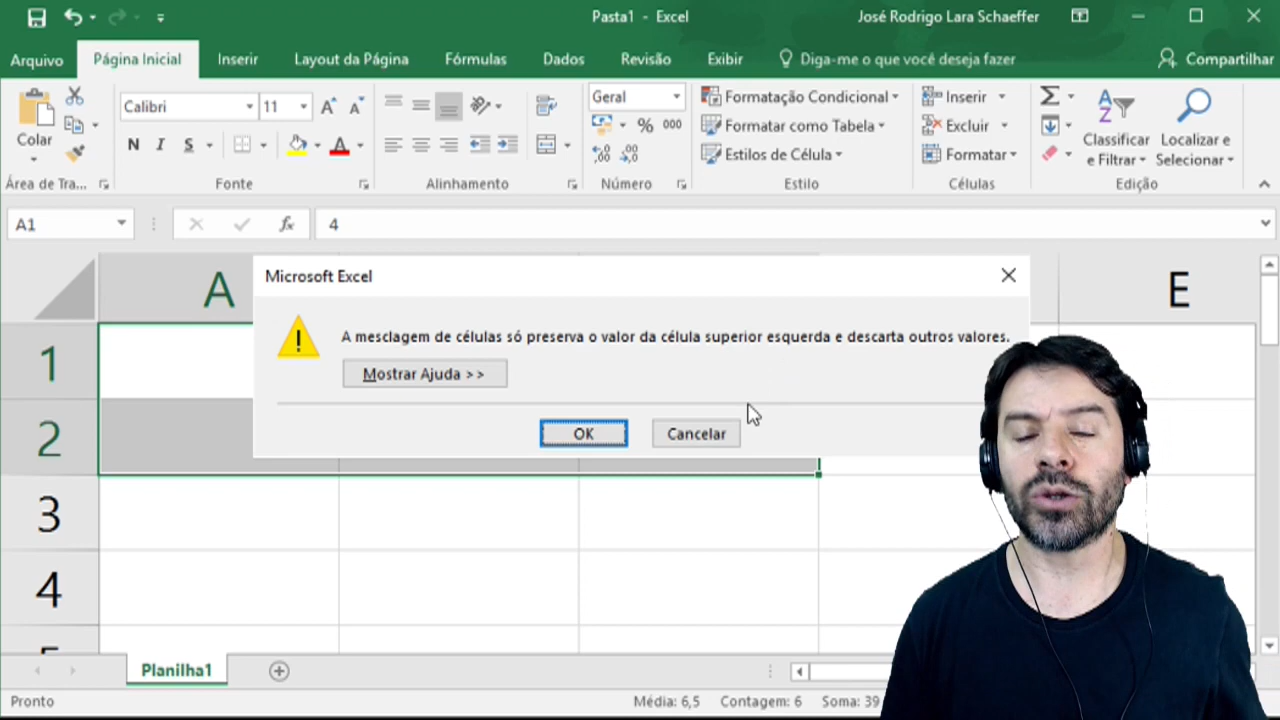 Pasta1 - Excel
José Rodrigo Lara Schaeffer
Arquivo
Página Inicial
Inserir
Layout da Página
Fórmulas
Dados
Revisão
Exibir
Diga-me o que você deseja fazer
Compartilhar
Colar
Área de Tra...
Calibri
11
N I S
Fonte
Alinhamento
Geral
% 000
Número
Formatação Condicional
Formatar como Tabela
Estilos de Célula
Estilo
Inserir
Excluir
Formatar
Células
Classificar
e Filtrar
Localizar e
Selecionar
Edição
A1
fx
4
A
E
Microsoft Excel
A mesclagem de células só preserva o valor da célula superior esquerda e descarta outros valores.
Mostrar Ajuda >>
OK
Cancelar
1
2
3
4
5
Planilha1
Pronto
Média: 6,5
Contagem: 6
Soma: 39